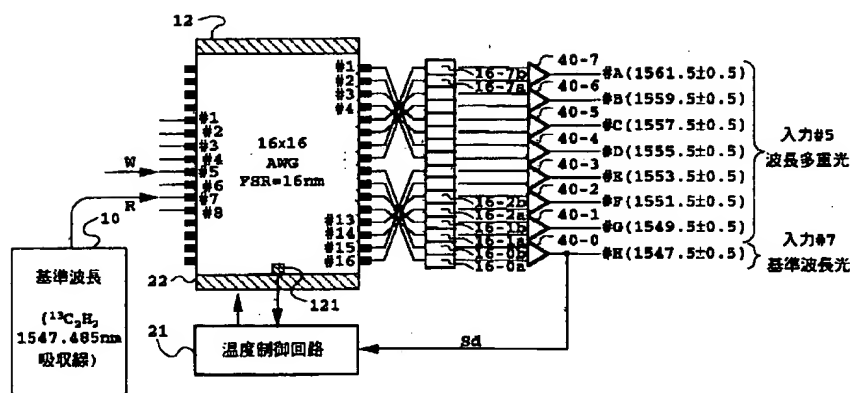 12
#1
#2
#3
#4
#1
#2
#3
#4
#5
#6
#7
#8
W
R
10
16x16
AWG
FSR=16nm
#13
#14
#15
#16
22
121
基準波長
(¹³C₂H₂
1547.485nm
吸収線)
21
温度制御回路
Sd
16-7b
16-7a
16-2b
16-2a
16-1b
16-1a
16-0b
16-0a
40-7
40-6
40-5
40-4
40-3
40-2
40-1
40-0
#A(1561.5±0.5)
#B(1559.5±0.5)
#C(1557.5±0.5)
#D(1555.5±0.5)
#E(1553.5±0.5)
#F(1551.5±0.5)
#G(1549.5±0.5)
#H(1547.5±0.5)
入力#5
波長多重光
入力#7
基準波長光